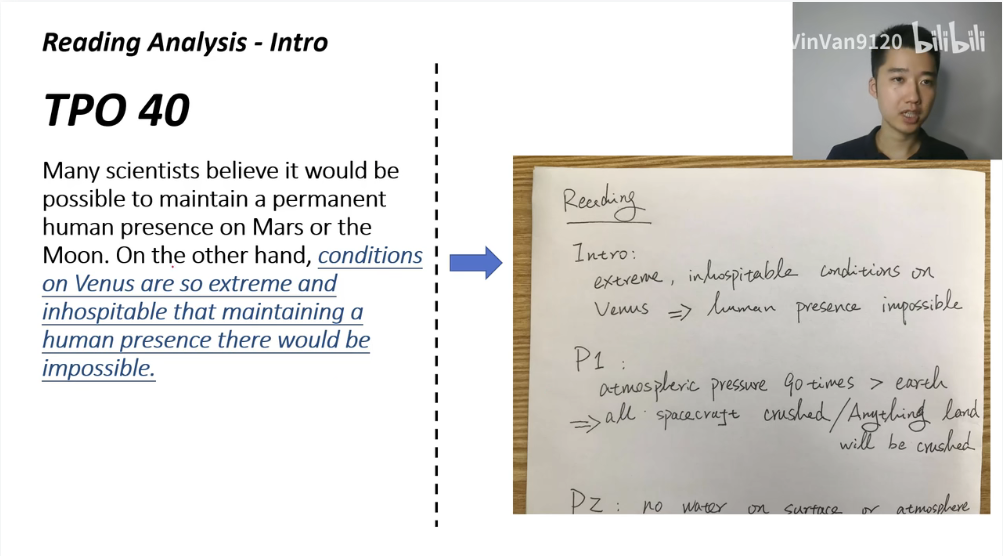 Reading Analysis - Intro
VinVan9120 bilibili
TPO 40
Many scientists believe it would be
possible to maintain a permanent
human presence on Mars or the
Moon. On the other hand, conditions
on Venus are so extreme and
inhospitable that maintaining a
human presence there would be
impossible.
Reading
Intro:
extreme, inhospitable conditions on
Venus => human presence impossible
P1:
atmospheric pressure 90 times > earth
=> all spacecraft crushed/Anything land
will be crushed
P2: no water on surface or atmosphere